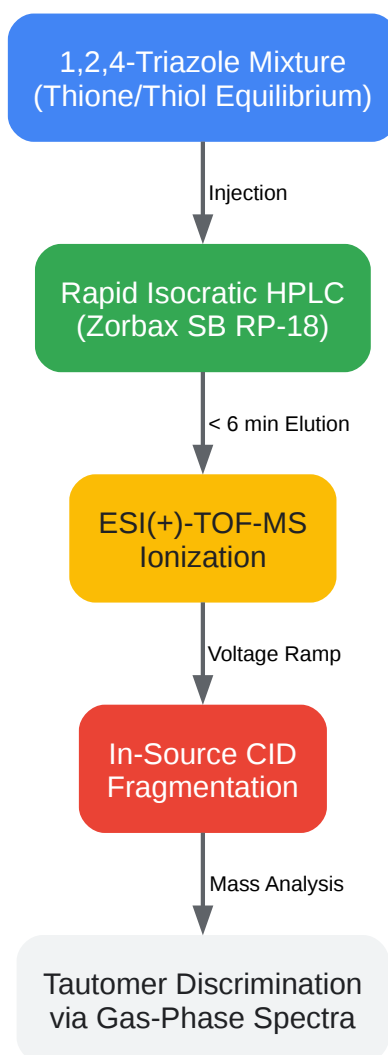 1,2,4-Triazole Mixture
(Thione/Thiol Equilibrium)
Injection
Rapid Isocratic HPLC
(Zorbax SB RP-18)
< 6 min Elution
ESI(+)-TOF-MS
Ionization
Voltage Ramp
In-Source CID
Fragmentation
Mass Analysis
Tautomer Discrimination
via Gas-Phase Spectra